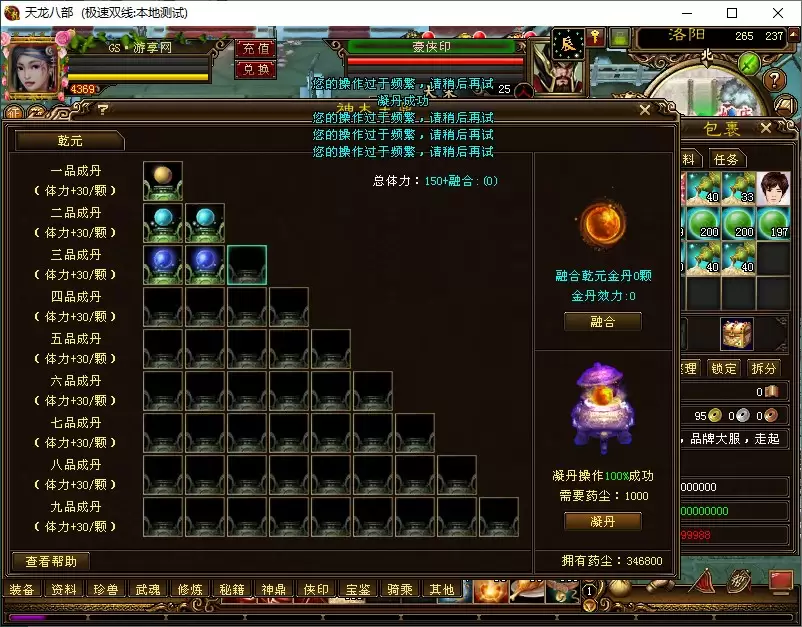 天龙八部 (极速双线:本地测试)
GS·游亭网
充值
兑换
4369
豪侠印
25
洛阳
265 237
北
您的操作过于频繁，请稍后再试
凝丹成功
您的操作过于频繁，请稍后再试
您的操作过于频繁，请稍后再试
您的操作过于频繁，请稍后再试
乾元
包裹
料
任务
一品成丹
(体力+30/颗)
二品成丹
(体力+30/颗)
三品成丹
(体力+30/颗)
四品成丹
(体力+30/颗)
五品成丹
(体力+30/颗)
六品成丹
(体力+30/颗)
七品成丹
(体力+30/颗)
八品成丹
(体力+30/颗)
九品成丹
(体力+30/颗)
总体力：150+融合:(0)
融合乾元金丹0颗
金丹效力:0
融合
凝丹操作100%成功
需要药尘：1000
凝丹
拥有药尘：346800
查看帮助
40 33
200 200 197
40 40
整理 锁定 拆分
0
95 0 0
，品牌大服，走起
000000
00000000
99988
装备 资料 珍兽 武魂 修炼 秘籍 神鼎 侠印 宝鉴 骑乘 其他
1